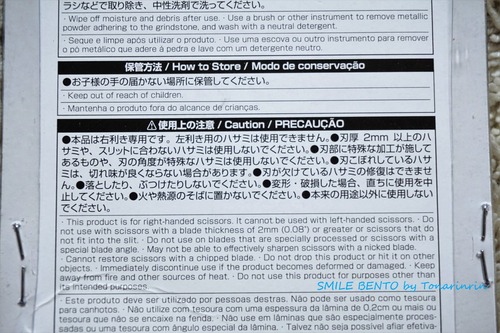 ラシなどで取り除き、中性洗剤で洗ってください。
· Wipe off moisture and debris after use. · Use a brush or other instrument to remove metallic
powder adhering to the grindstone, and wash with a neutral detergent.
· Seque e limpe após utilizar o produto. · Use uma escova ou outro instrumento para remover
o pó metálico que adere à pedra e lave com um detergente neutro.
保管方法 / How to Store / Modo de conservação
●お子様の手の届かない場所に保管してください。
· Keep out of reach of children.
· Mantenha o produto fora do alcance de crianças.
⚠使用上の注意 / Caution / PRECAUÇÃO
●本品は右利き専用です。左利き用のハサミは使用できません。●刃厚 2mm 以上のハ
サミや、スリットに合わないハサミは使用しないでください。●刃部に特殊な加工が施して
あるものや、刃の角度が特殊なハサミは使用しないでください。●刃こぼれしているハサ
ミは、切れ味が良くならない場合があります。●刃が欠けているハサミの修復はできませ
ん。●落としたり、ぶつけたりしないでください。●変形・破損した場合、直ちに使用を中
止してください。●火や熱源のそばに置かないでください。●本来の用途以外に使用しない
でください。
· This product is for right-handed scissors. It cannot be used with left-handed scissors. · Do
not use with scissors with a blade thickness of 2mm (0.08") or greater or scissors that do
not fit into the slit. · Do not use on blades that are specially processed or scissors with a
special blade angle. · May not be able to effectively sharpen scissors with a nicked blade.
· Cannot restore scissors with a chipped blade. · Do not drop this product or hit it on other
objects. · Immediately discontinue use if the product becomes deformed or damaged. · Keep
away from fire and other sources of heat. · Do not use this product for purposes other than
its intended purposes.
SMILE BENTO by Tonarinrin
· Este produto deve ser utilizado por pessoas destras. Não pode ser usado como tesoura
para canhotos. · Não utilize com tesoura com uma espessura da lâmina de 0.2cm ou mais ou
tesoura que não se encaixa na fenda. · Não use em lâminas que são especialmente proces-
sadas ou uma tesoura com ângulo especial da lâmina. · Talvez não seja possível afiar efetiva